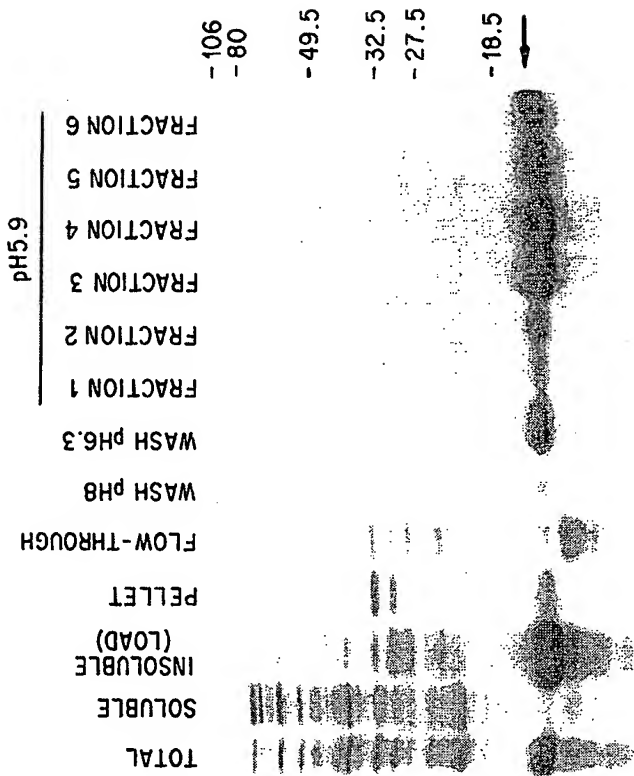 TOTAL
SOLUBLE
INSOLUBLE
(LOAD)
PELLET
FLOW-THROUGH
WASH pH8
WASH pH6.3
FRACTION 1
FRACTION 2
FRACTION 3
FRACTION 4
FRACTION 5
FRACTION 6
pH5.9
-106
-80
-49.5
-32.5
-27.5
-18.5